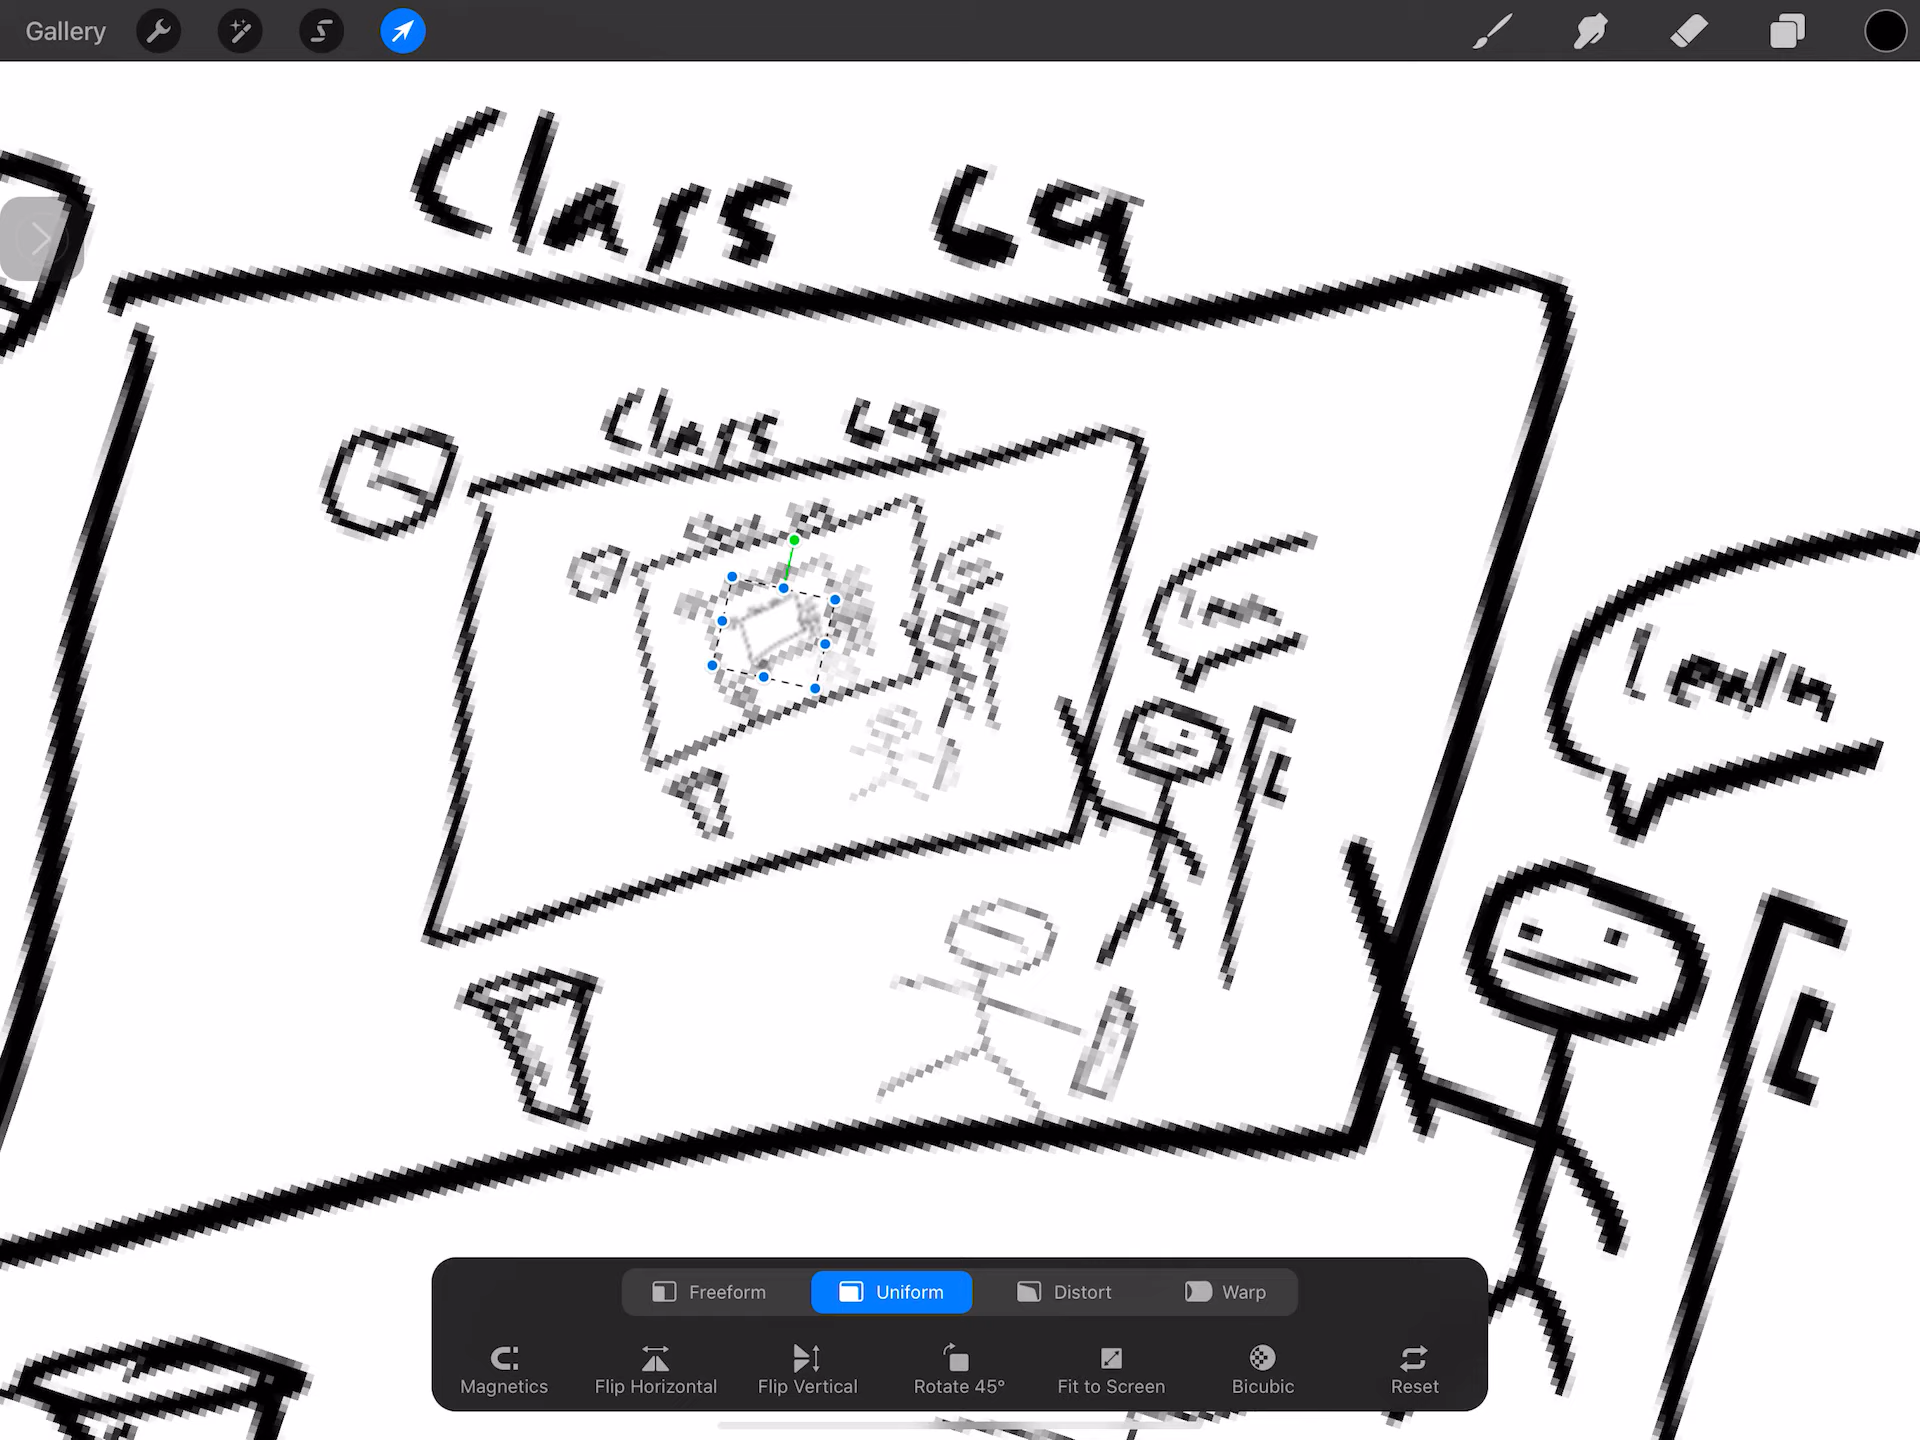 Gallery
Class 69
Class 69
learn
Freeform Uniform Distort Warp
Magnetics Flip Horizontal Flip Vertical Rotate 45° Fit to Screen Bicubic Reset